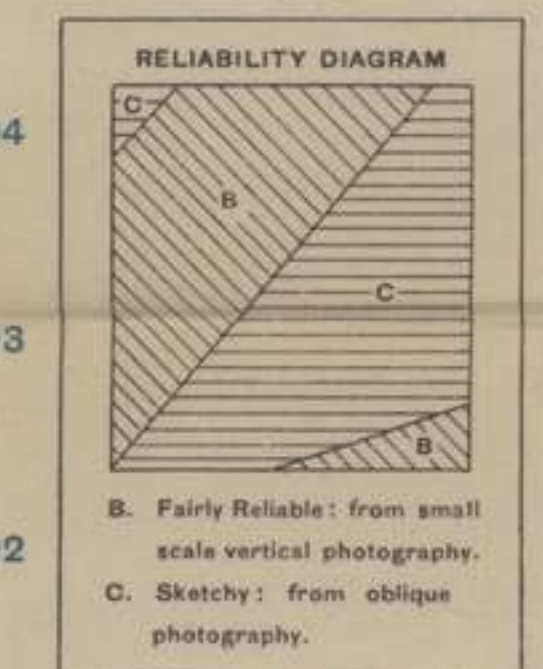 RELIABILITY DIAGRAM
C
4
B
C
3
B
B. Fairly Reliable: from small
scale vertical photography.
2
C. Sketchy: from oblique
photography.